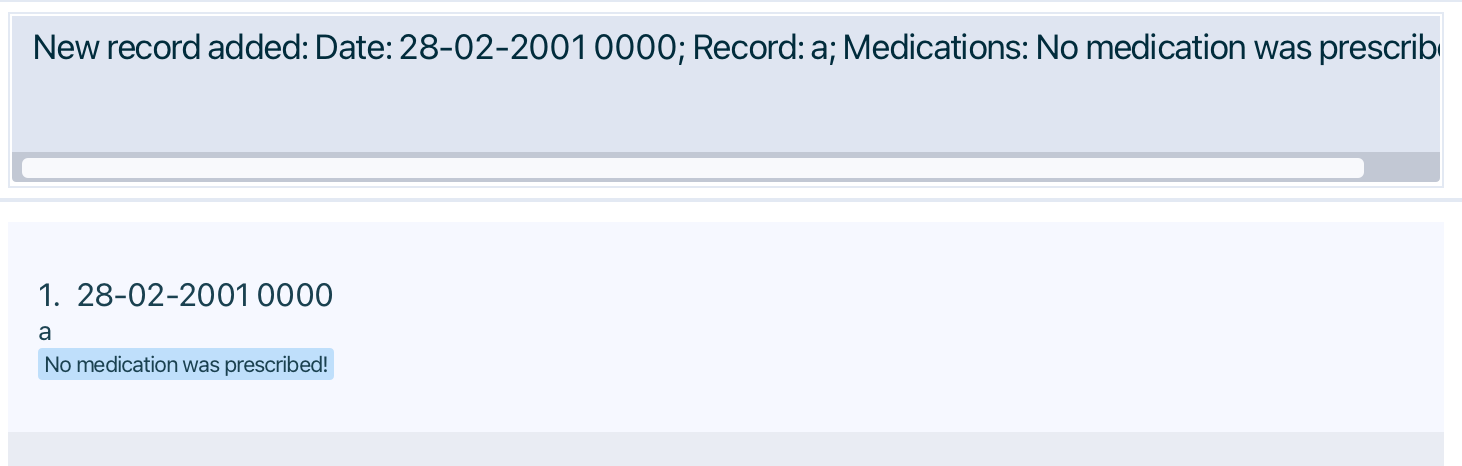 New record added: Date: 28-02-2001 0000; Record: a; Medications: No medication was prescrib
1. 28-02-2001 0000
a
No medication was prescribed!